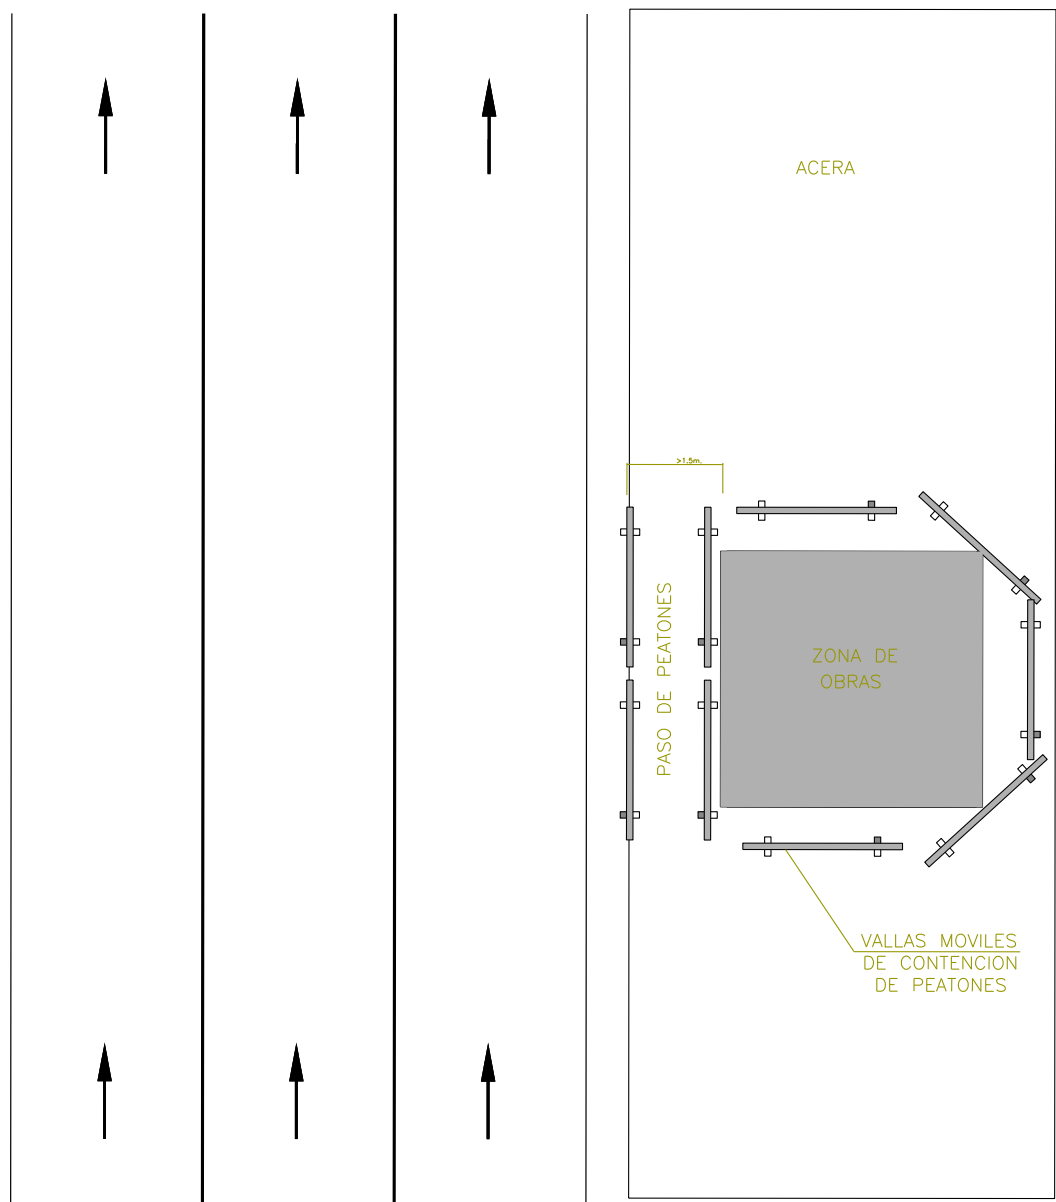 ACERA
>1.5m.
PASO DE PEATONES
ZONA DE
OBRAS
VALLAS MOVILES
DE CONTENCION
DE PEATONES